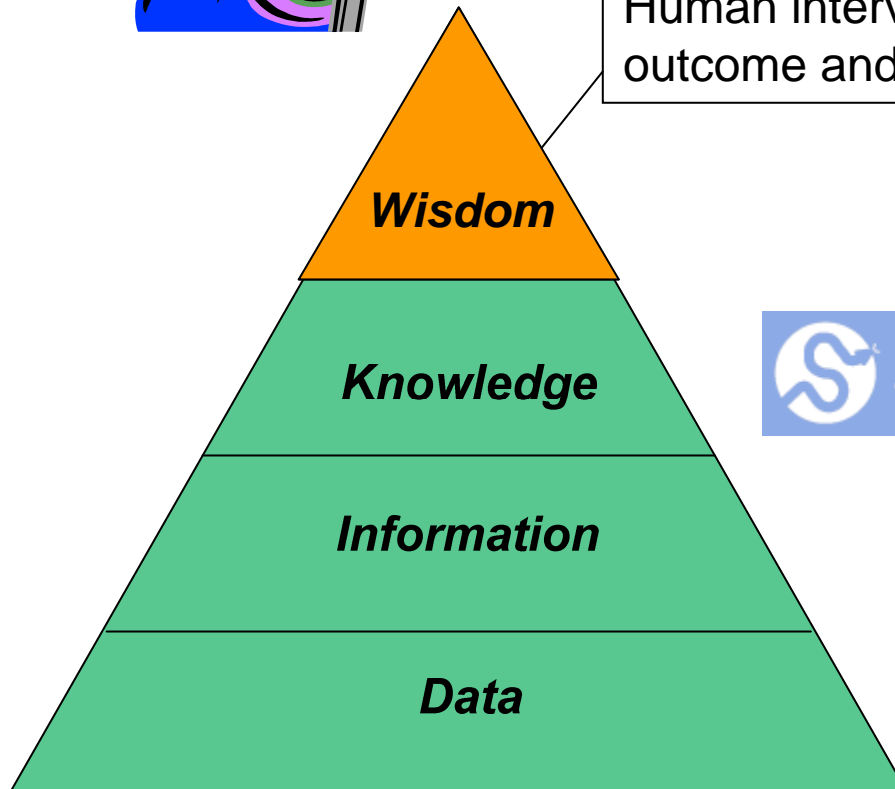 Human interv
outcome and
Wisdom
Knowledge
Information
Data